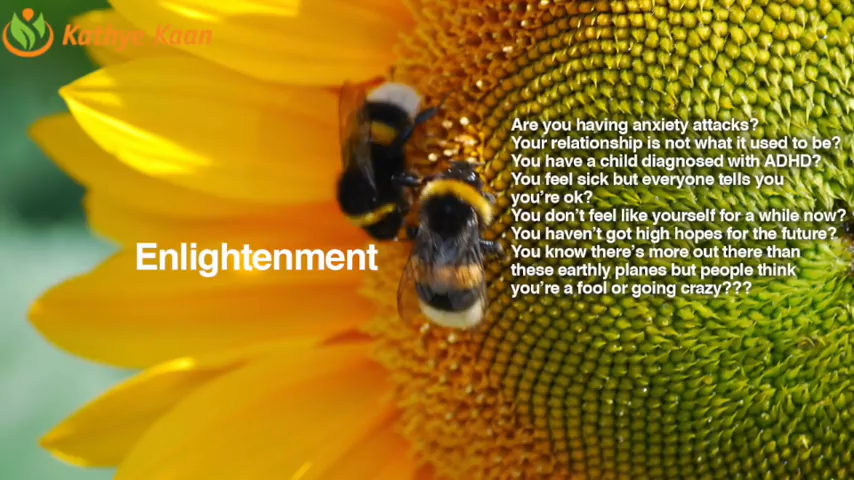 Kathye Kaan
Enlightenment
Are you having anxiety attacks?
Your relationship is not what it used to be?
You have a child diagnosed with ADHD?
You feel sick but everyone tells you
you're ok?
You don't feel like yourself for a while now?
You haven't got high hopes for the future?
You know there's more out there than
these earthly planes but people think
you're a fool or going crazy???